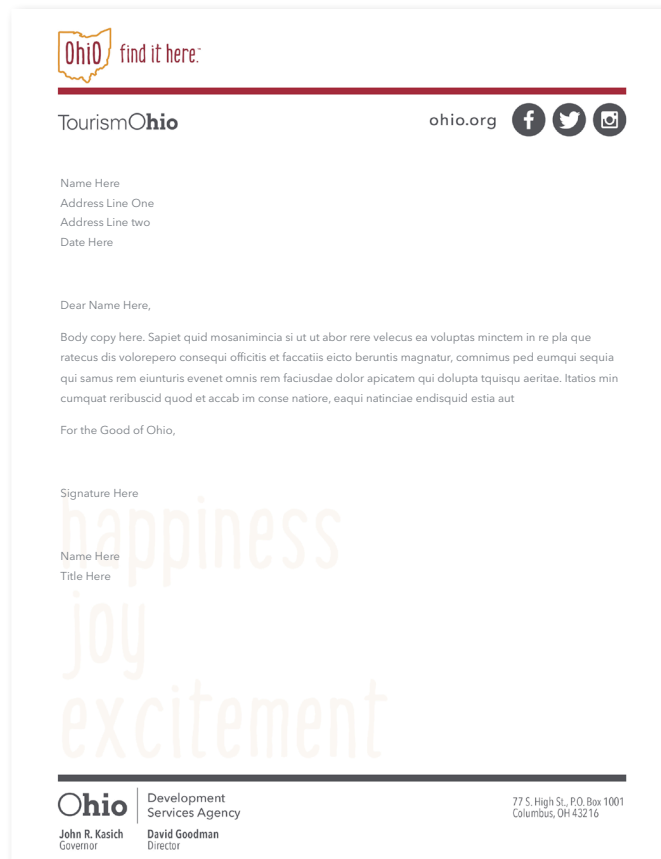 Ohio find it here.™
TourismOhio
ohio.org
Name Here
Address Line One
Address Line two
Date Here
Dear Name Here,
Body copy here. Sapiet quid mosanimincia si ut ut abor rere velecus ea voluptas minctem in re pla que
ratecus dis volorepero consequi officitis et faccatiis eicto beruntis magnatur, comnimus ped eumqui sequia
qui samus rem eiunturis evenet omnis rem faciusdae dolor apicatem qui dolupta tquisqu aeritae. Itatios min
cumquat reribuscid quod et accab im conse natiore, eaqui natinciae endisquid estia aut
For the Good of Ohio,
Signature Here
happiness
Name Here
Title Here
joy
excitement
Ohio
Development
Services Agency
John R. Kasich
Governor
David Goodman
Director
77 S. High St., P.O. Box 1001
Columbus, OH 43216